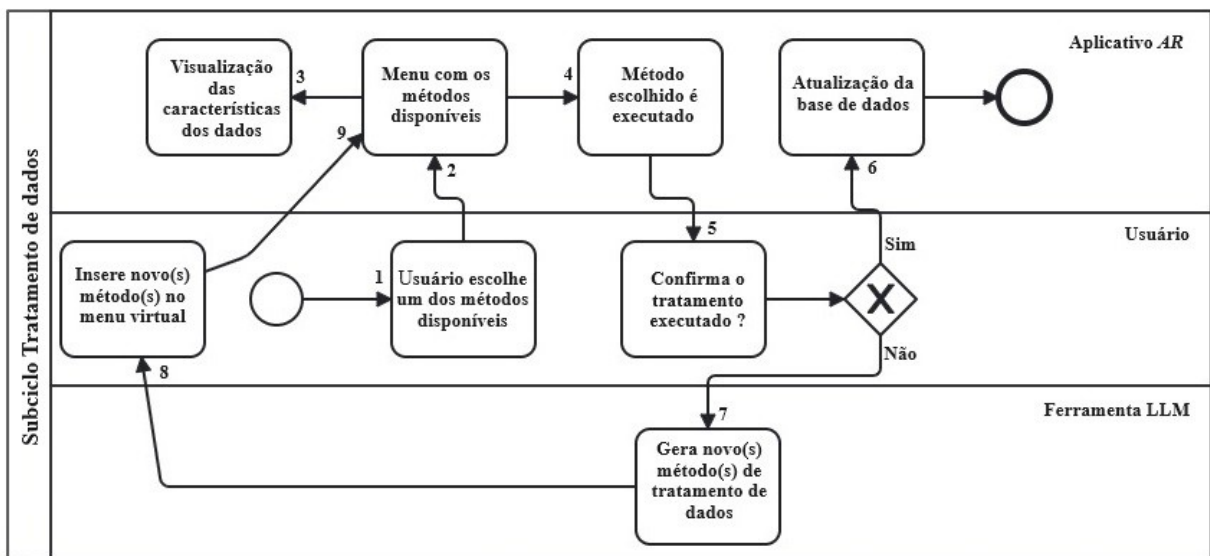 Subciclo Tratamento de dados
Aplicativo AR
Visualização
das
características
dos dados
3
Menu com os
métodos
disponíveis
4
Método
escolhido é
executado
Atualização da
base de dados
9
2
6
Usuário
Insere novo(s)
método(s) no
menu virtual
1
Usuário escolhe
um dos métodos
disponíveis
5
Confirma o
tratamento
executado ?
Sim
X
Não
8
Ferramenta LLM
7
Gera novo(s)
método(s) de
tratamento de
dados